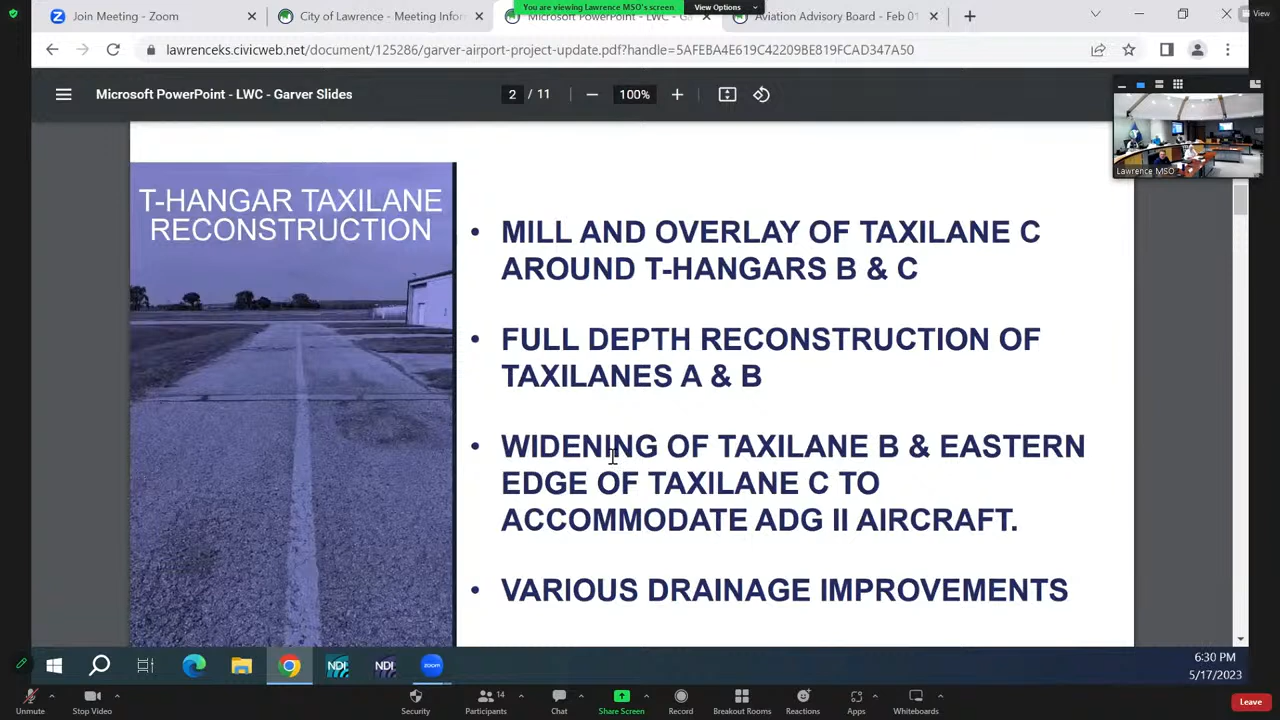 You are viewing Lawrence MSO's screen
View Options
Join Meeting - Zoom
City of Lawrence - Meeting Infor
Microsoft PowerPoint - LWC - Ga
Aviation Advisory Board - Feb 01
View
lawrenceks.civicweb.net/document/125286/garver-airport-project-update.pdf?handle=5AFEBA4E619C42209BE819FCAD347A50
Microsoft PowerPoint - LWC - Garver Slides
2 / 11
100%
Lawrence MSO
T-HANGAR TAXILANE
RECONSTRUCTION
• MILL AND OVERLAY OF TAXILANE C
AROUND T-HANGARS B & C
• FULL DEPTH RECONSTRUCTION OF
TAXILANES A & B
• WIDENING OF TAXILANE B & EASTERN
EDGE OF TAXILANE C TO
ACCOMMODATE ADG II AIRCRAFT.
• VARIOUS DRAINAGE IMPROVEMENTS
NDI
NDI
zoom
6:30 PM
5/17/2023
14
Unmute
Stop Video
Security
Participants
Chat
Share Screen
Record
Breakout Rooms
Reactions
Apps
Whiteboards
Leave